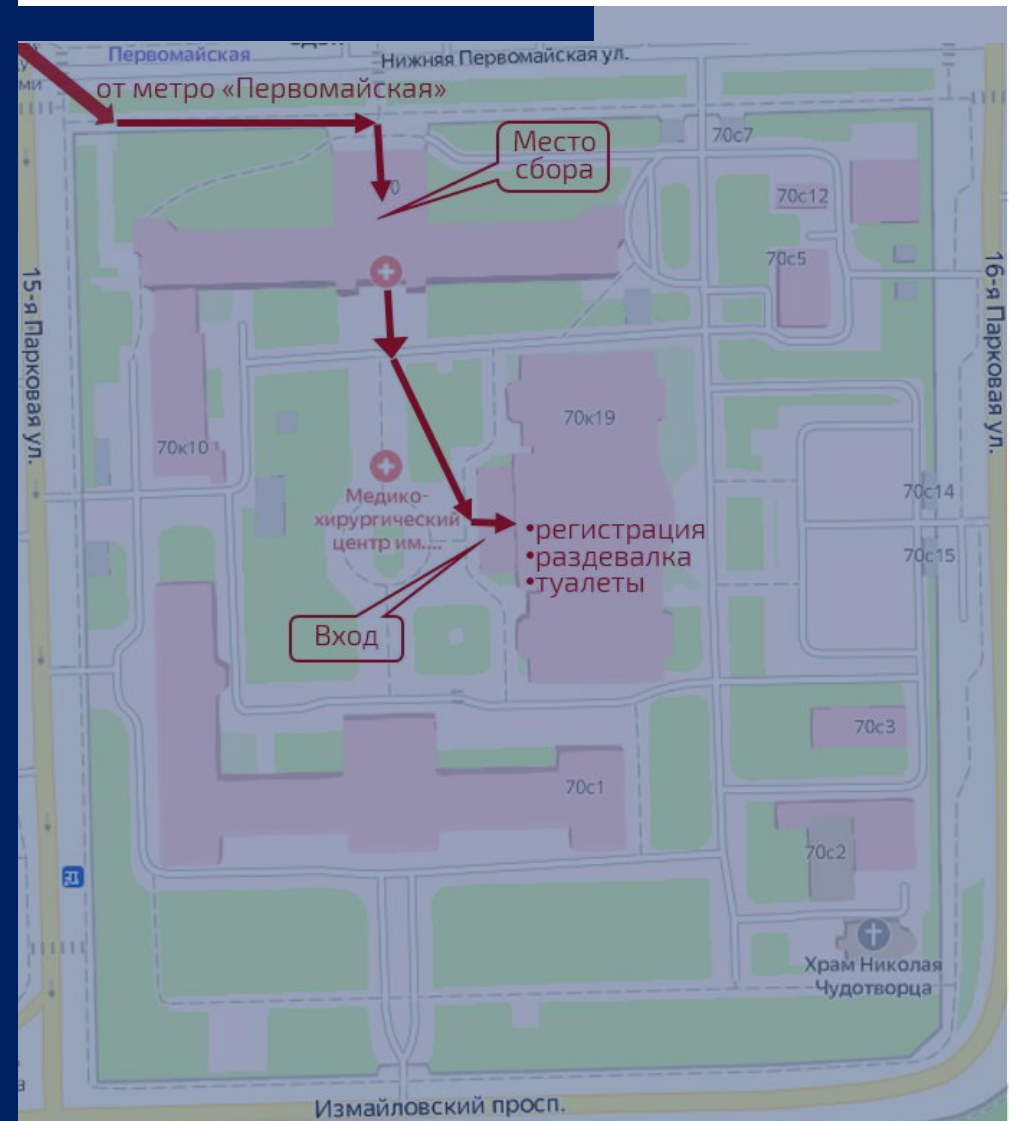 Первомайская
Нижняя Первомайская ул.
от метро «Первомайская»
Место
сбора
70с7
70с12
70с5
15-я Парковая ул.
16-я Парковая ул.
70к19
70к10
Медико-
хирургический
центр им....
70с14
•регистрация
•раздевалка
•туалеты
70с15
Вход
70с3
70с1
70с2
Храм Николая
Чудотворца
Измайловский просп.